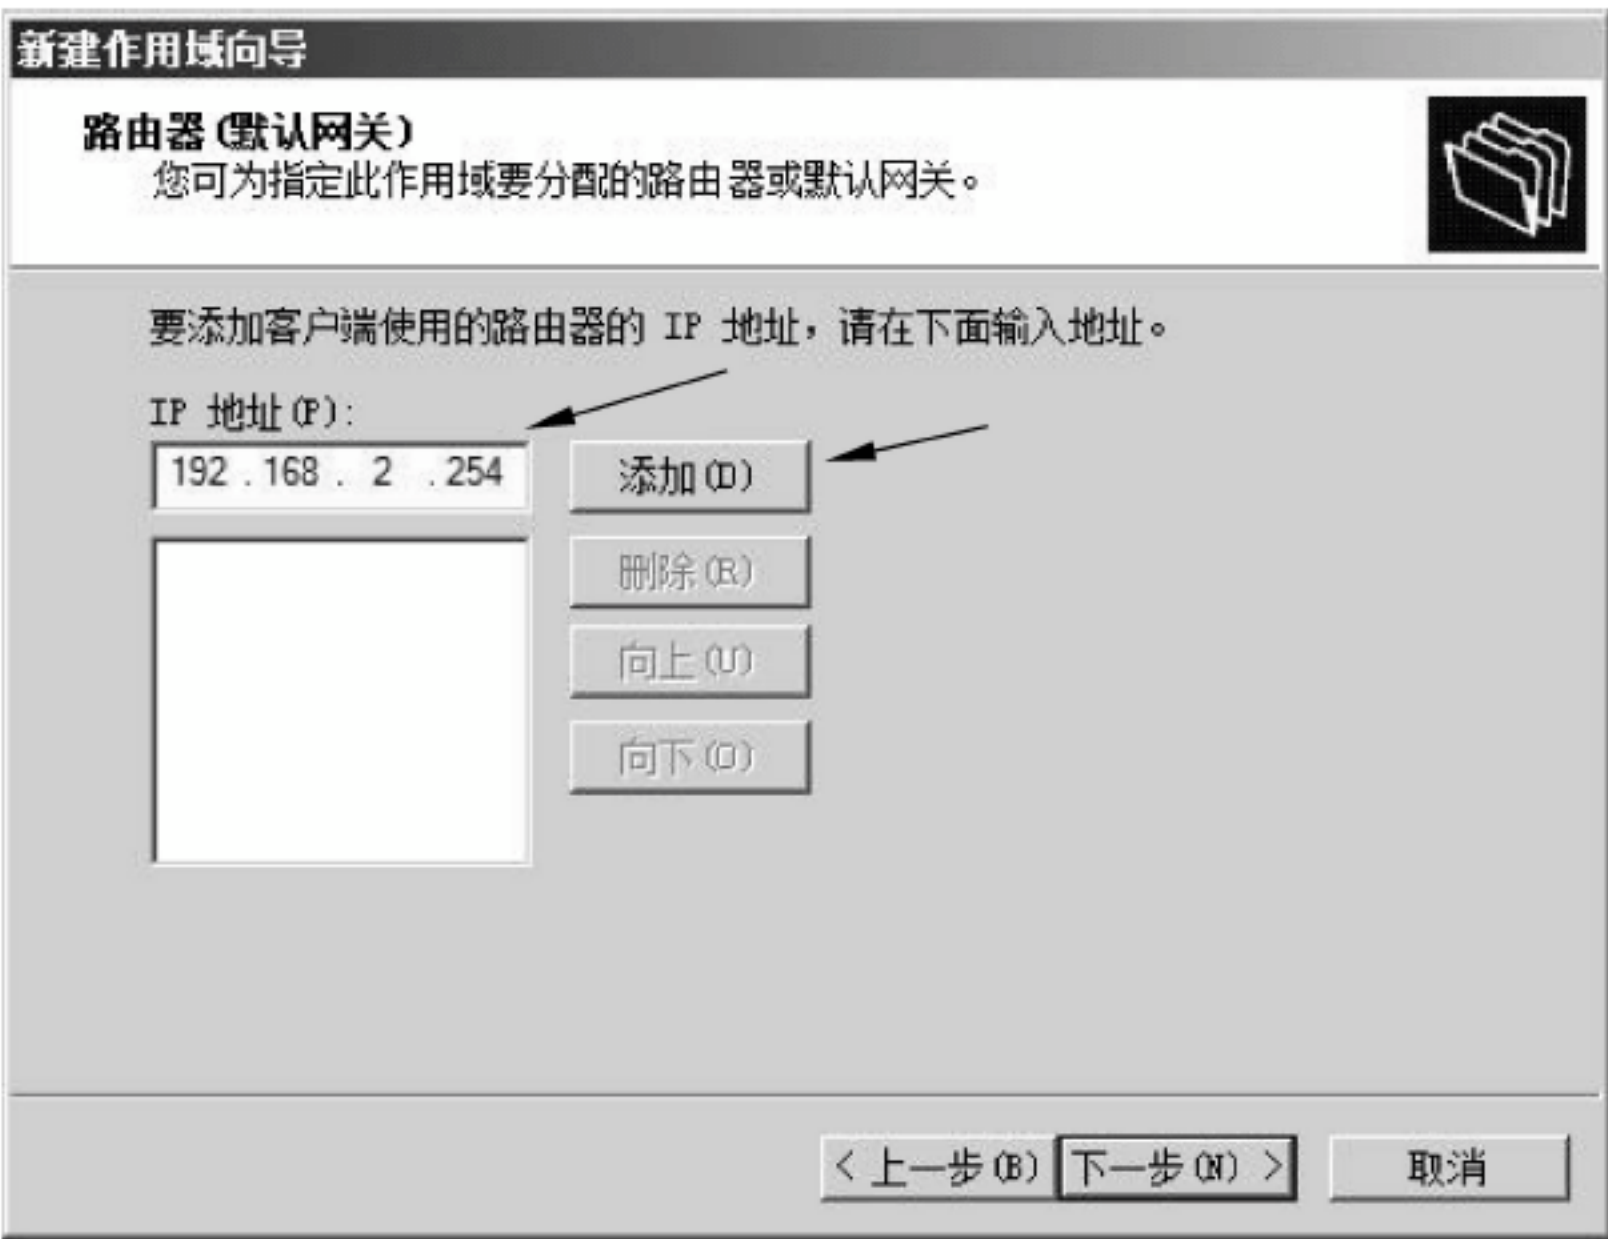 新建作用域向导
路由器(默认网关)
您可为指定此作用域要分配的路由器或默认网关。
要添加客户端使用的路由器的 IP 地址，请在下面输入地址。
IP 地址(P):
192 . 168 . 2 . 254
添加(D)
删除(R)
向上(U)
向下(O)
< 上一步(B)
下一步(N) >
取消